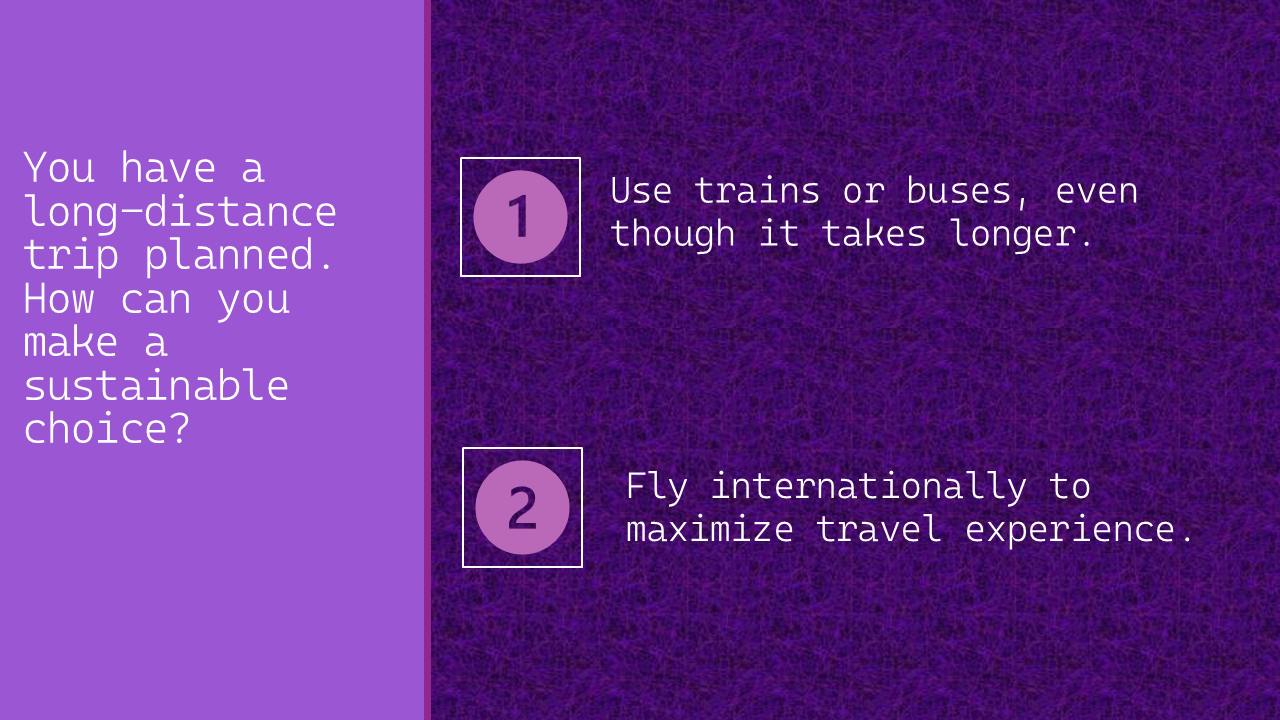 You have a
long-distance
trip planned.
How can you
make a
sustainable
choice?
1
Use trains or buses, even
though it takes longer.
2
Fly internationally to
maximize travel experience.